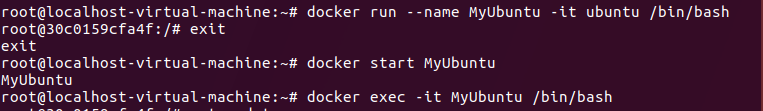 root@localhost-virtual-machine:~# docker run --name MyUbuntu -it ubuntu /bin/bash
root@30c0159cfa4f:/# exit
exit
root@localhost-virtual-machine:~# docker start MyUbuntu
MyUbuntu
root@localhost-virtual-machine:~# docker exec -it MyUbuntu /bin/bash